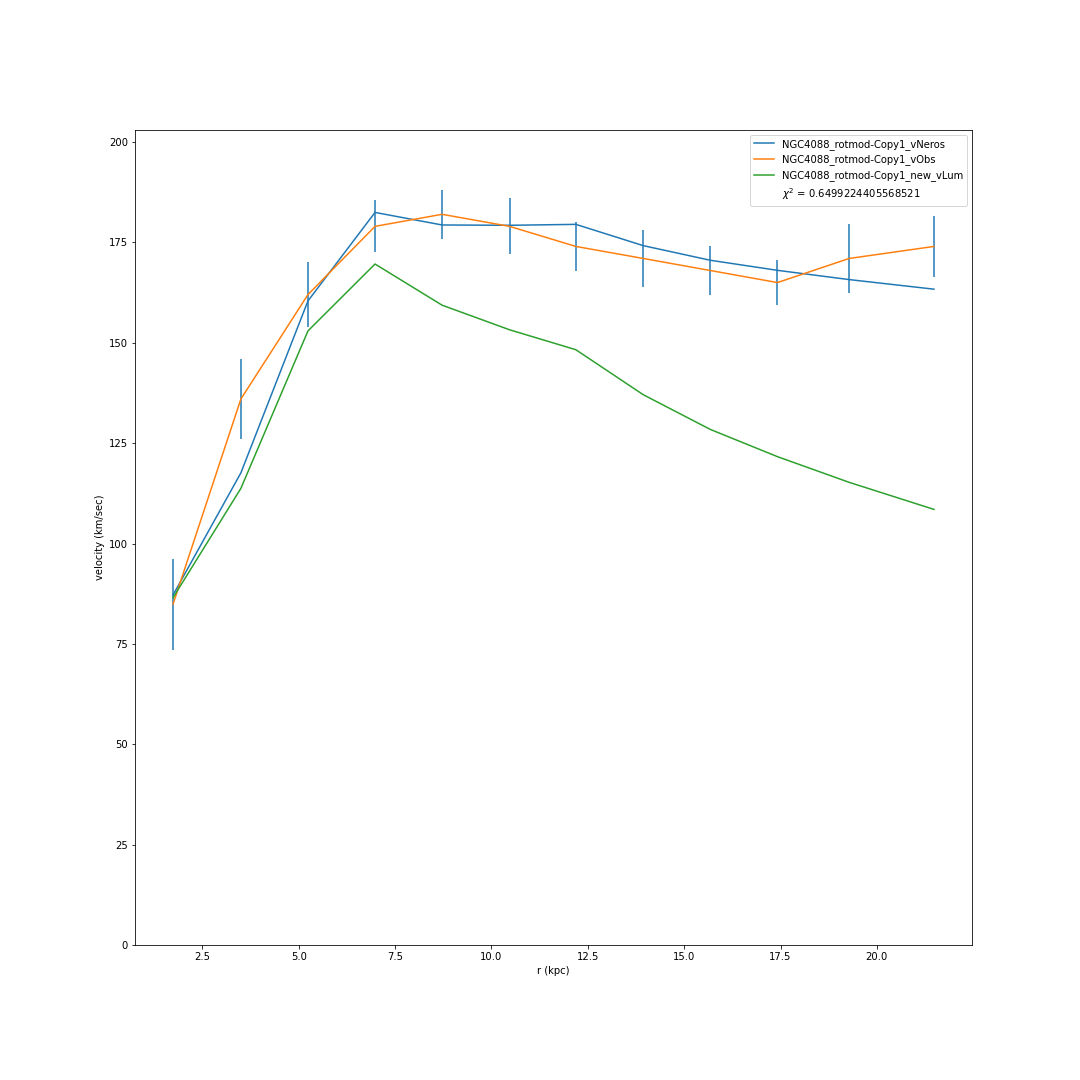 NGC4088_rotmod-Copy1_vNeros
NGC4088_rotmod-Copy1_vObs
NGC4088_rotmod-Copy1_new_vLum
χ² = 0.6499224405568521
200
175
150
125
100
75
50
25
0
velocity (km/sec)
2.5 5.0 7.5 10.0 12.5 15.0 17.5 20.0
r (kpc)